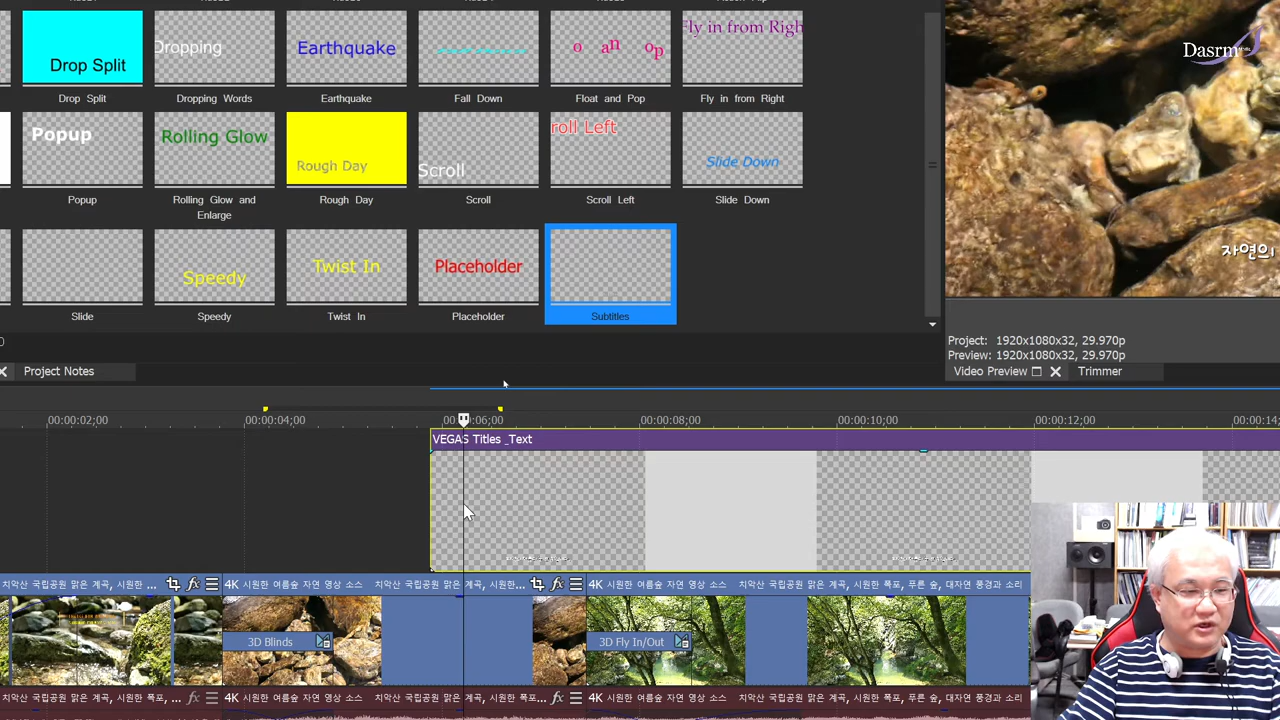 Dropping
Earthquake
o an op
Fly in from Righ
Dasrm
Drop Split
Drop Split
Dropping Words
Earthquake
Fall Down
Float and Pop
Fly in from Right
Popup
Rolling Glow
Rough Day
Scroll
roll Left
Slide Down
Popup
Rolling Glow and
Enlarge
Rough Day
Scroll
Scroll Left
Slide Down
자연의
Speedy
Twist In
Placeholder
Slide
Speedy
Twist In
Placeholder
Subtitles
Project: 1920x1080x32, 29.970p
Preview: 1920x1080x32, 29.970p
Project Notes
Video Preview
Trimmer
00:00:02;00
00:00:04;00
00:00:06;00
00:00:08;00
00:00:10;00
00:00:12;00
00:00:14;
VEGAS Titles _Text
치악산 국립공원 맑은 계곡, 시원한 ...
fx
4K 시원한 여름숲 자연 영상 소스
치악산 국립공원 맑은 계곡, 시원한...
fx
4K 시원한 여름숲 자연 영상 소스
치악산 국립공원 맑은 계곡, 시원한 폭포, 푸른 숲, 대자연 풍경과 소리
3D Blinds
3D Fly In/Out
치악산 국립공원 맑은 계곡, 시원한 폭포, ...
fx
4K 시원한 여름숲 자연 영상 소스
치악산 국립공원 맑은 계곡, 시원한 ...
fx
4K 시원한 여름숲 자연 영상 소스
치악산 국립공원 맑은 계곡, 시원한 폭포, 푸른 숲, 대자연 풍경과 소리